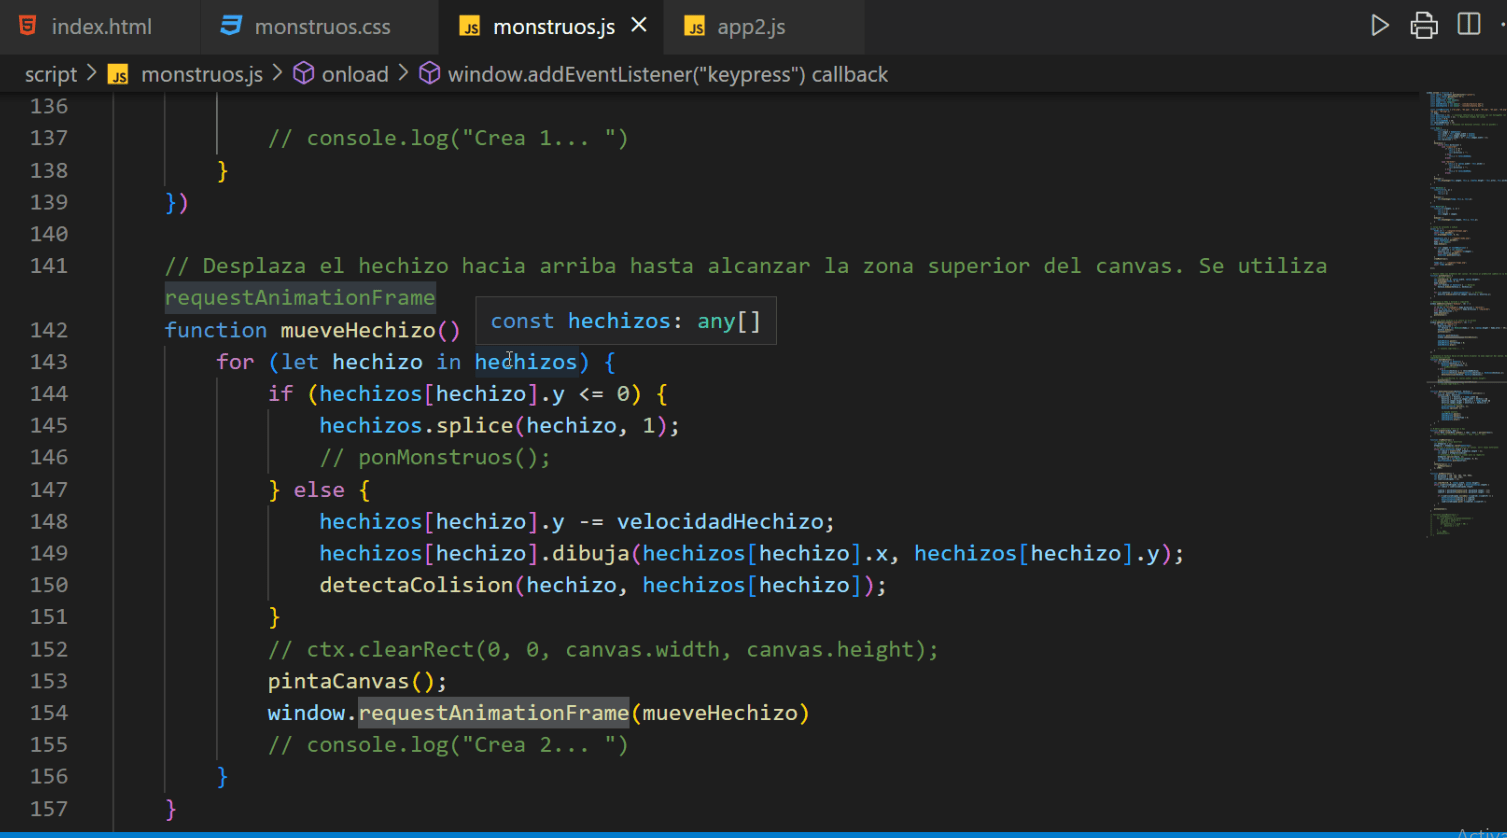 index.html monstruos.css JS monstruos.js JS app2.js
script > JS monstruos.js > onload > window.addEventListener("keypress") callback
136
137 // console.log("Crea 1... ")
138 }
139 })
140
141 // Desplaza el hechizo hacia arriba hasta alcanzar la zona superior del canvas. Se utiliza
requestAnimationFrame
const hechizos: any[]
142 function mueveHechizo()
143 for (let hechizo in hechizos) {
144 if (hechizos[hechizo].y <= 0) {
145 hechizos.splice(hechizo, 1);
146 // ponMonstruos();
147 } else {
148 hechizos[hechizo].y -= velocidadHechizo;
149 hechizos[hechizo].dibuja(hechizos[hechizo].x, hechizos[hechizo].y);
150 detectaColision(hechizo, hechizos[hechizo]);
151 }
152 // ctx.clearRect(0, 0, canvas.width, canvas.height);
153 pintaCanvas();
154 window.requestAnimationFrame(mueveHechizo)
155 // console.log("Crea 2... ")
156 }
157 }